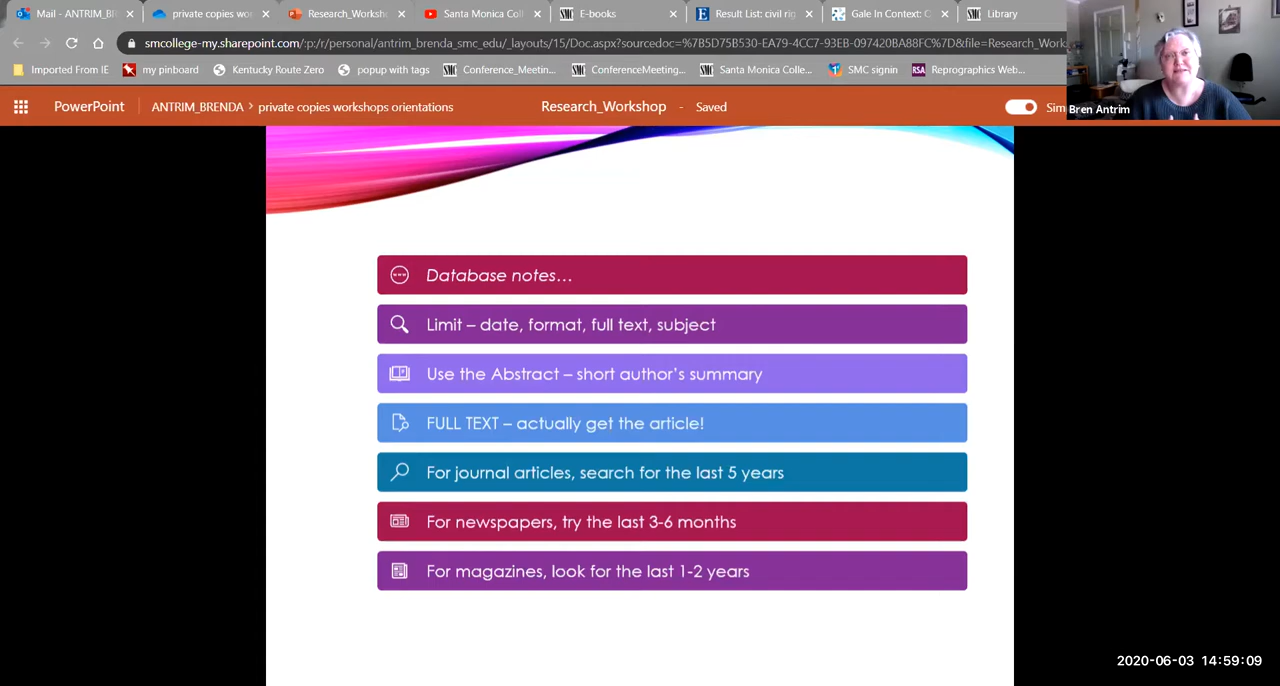 Mail - ANTRIM_BR
private copies wor
Research_Worksh
Santa Monica Coll
E-books
Result List: civil rig
Gale In Context: C
Library
smccollege-my.sharepoint.com/:p:/r/personal/antrim_brenda_smc_edu/_layouts/15/Doc.aspx?sourcedoc=%7B5D75B530-EA79-4CC7-93EB-097420BA88FC%7D&file=Research_Work
Imported From IE
my pinboard
Kentucky Route Zero
popup with tags
Conference_Meetin...
ConferenceMeeting...
Santa Monica Colle...
SMC signin
Reprographics Web...
PowerPoint
ANTRIM_BRENDA > private copies workshops orientations
Research_Workshop - Saved
Sim
Bren Antrim
Database notes...
Limit – date, format, full text, subject
Use the Abstract – short author's summary
FULL TEXT – actually get the article!
For journal articles, search for the last 5 years
For newspapers, try the last 3-6 months
For magazines, look for the last 1-2 years
2020-06-03 14:59:09